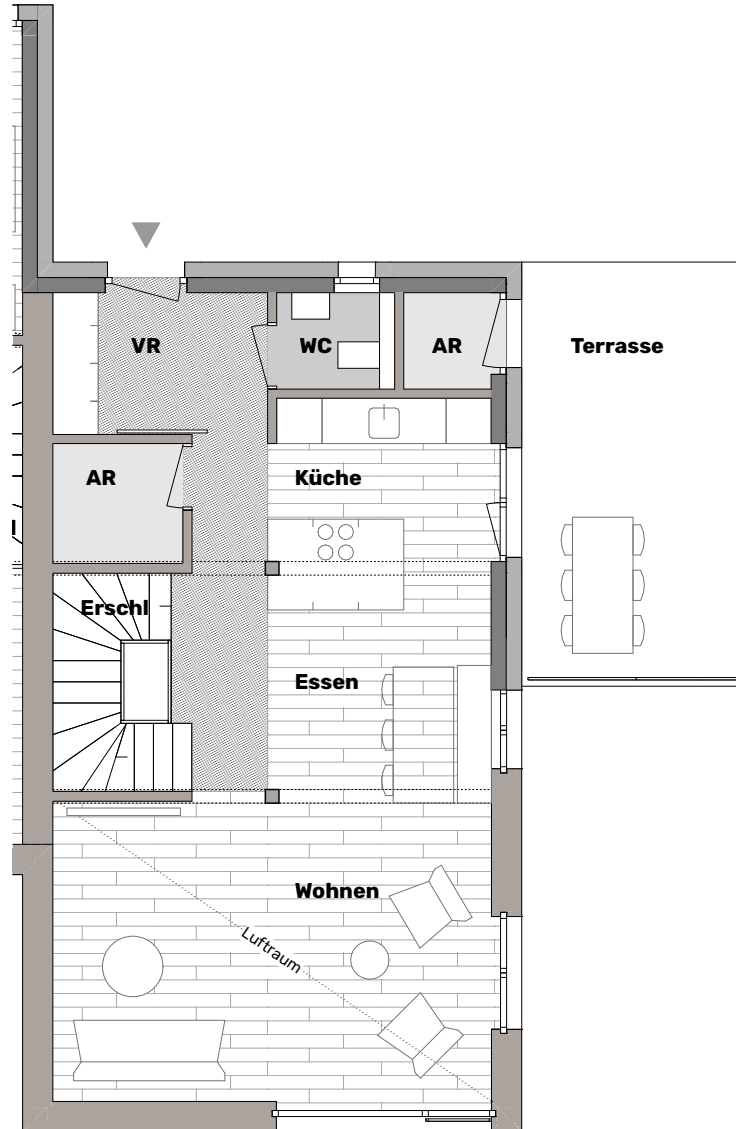 VR
WC
AR
Terrasse
AR
Küche
Erschl
Essen
Wohnen
Luftraum